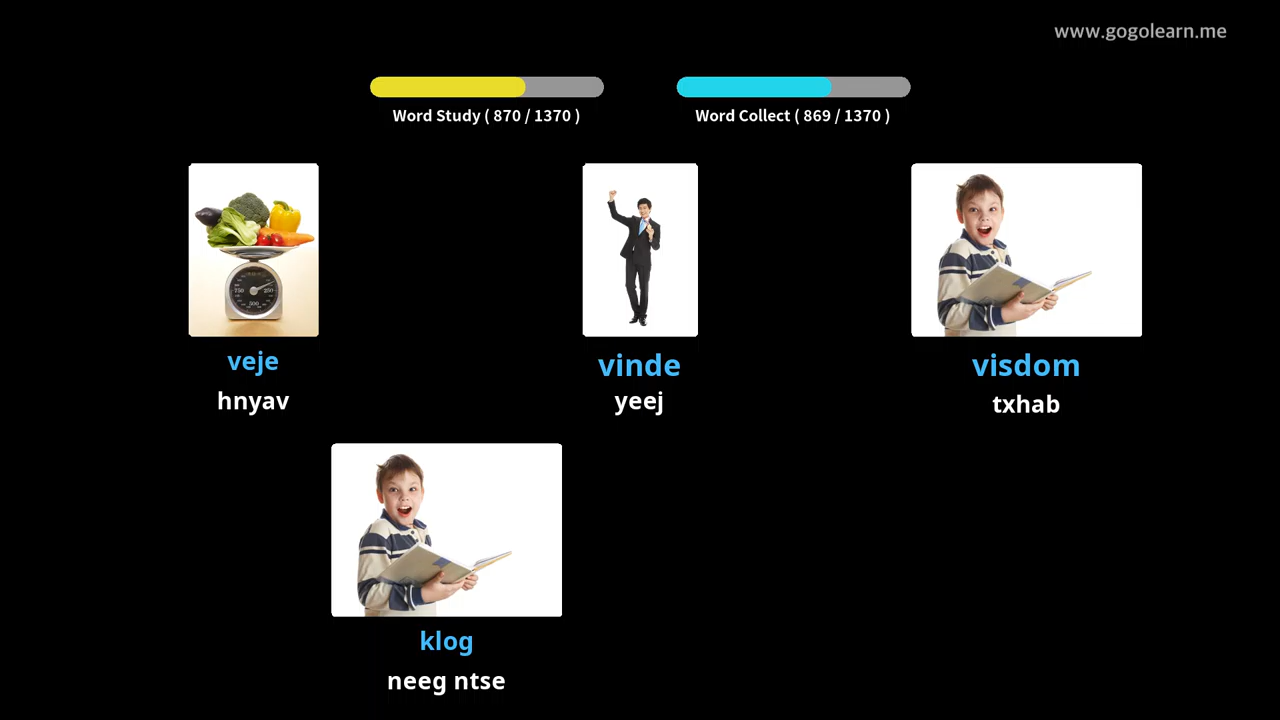 www.gogolearn.me
Word Study ( 870 / 1370 )
Word Collect ( 869 / 1370 )
veje
hnyav
vinde
yeej
visdom
txhab
klog
neeg ntse